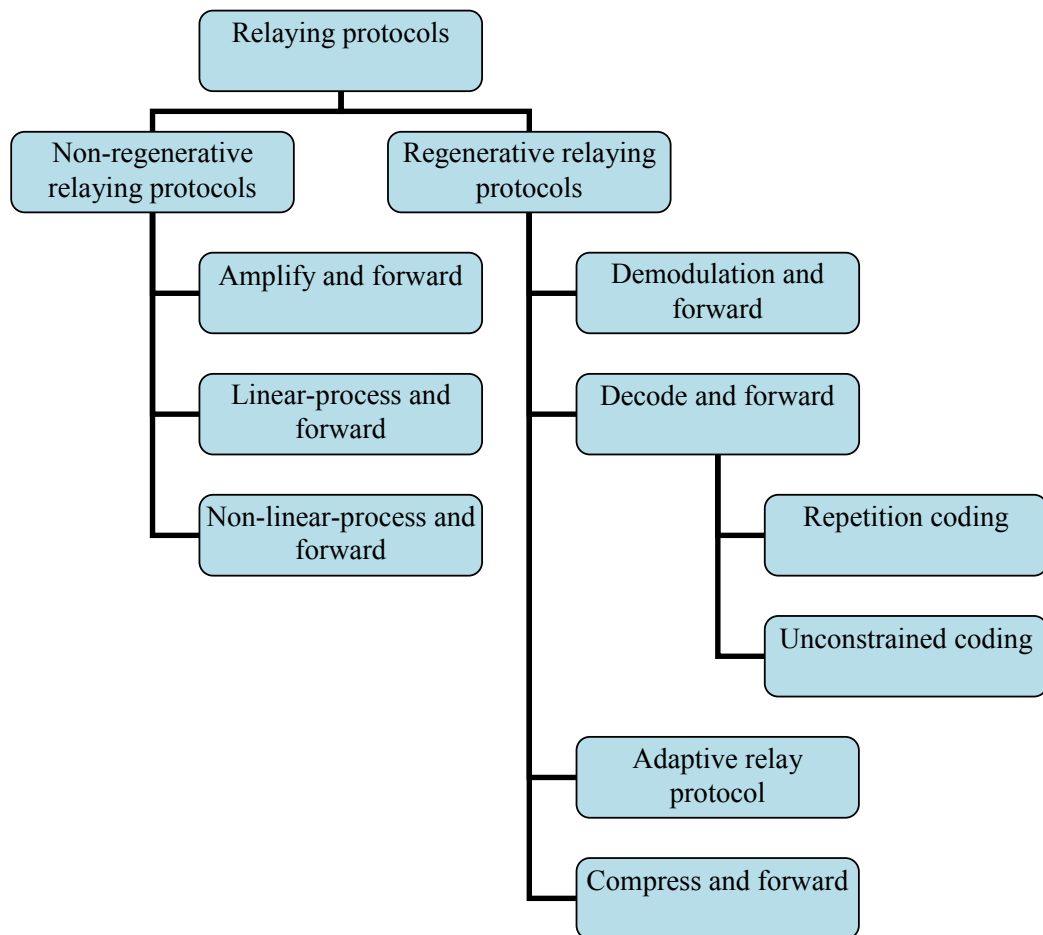 Relaying protocols
Non-regenerative
relaying protocols
Regenerative relaying
protocols
Amplify and forward
Linear-process and
forward
Non-linear-process and
forward
Demodulation and
forward
Decode and forward
Repetition coding
Unconstrained coding
Adaptive relay
protocol
Compress and forward